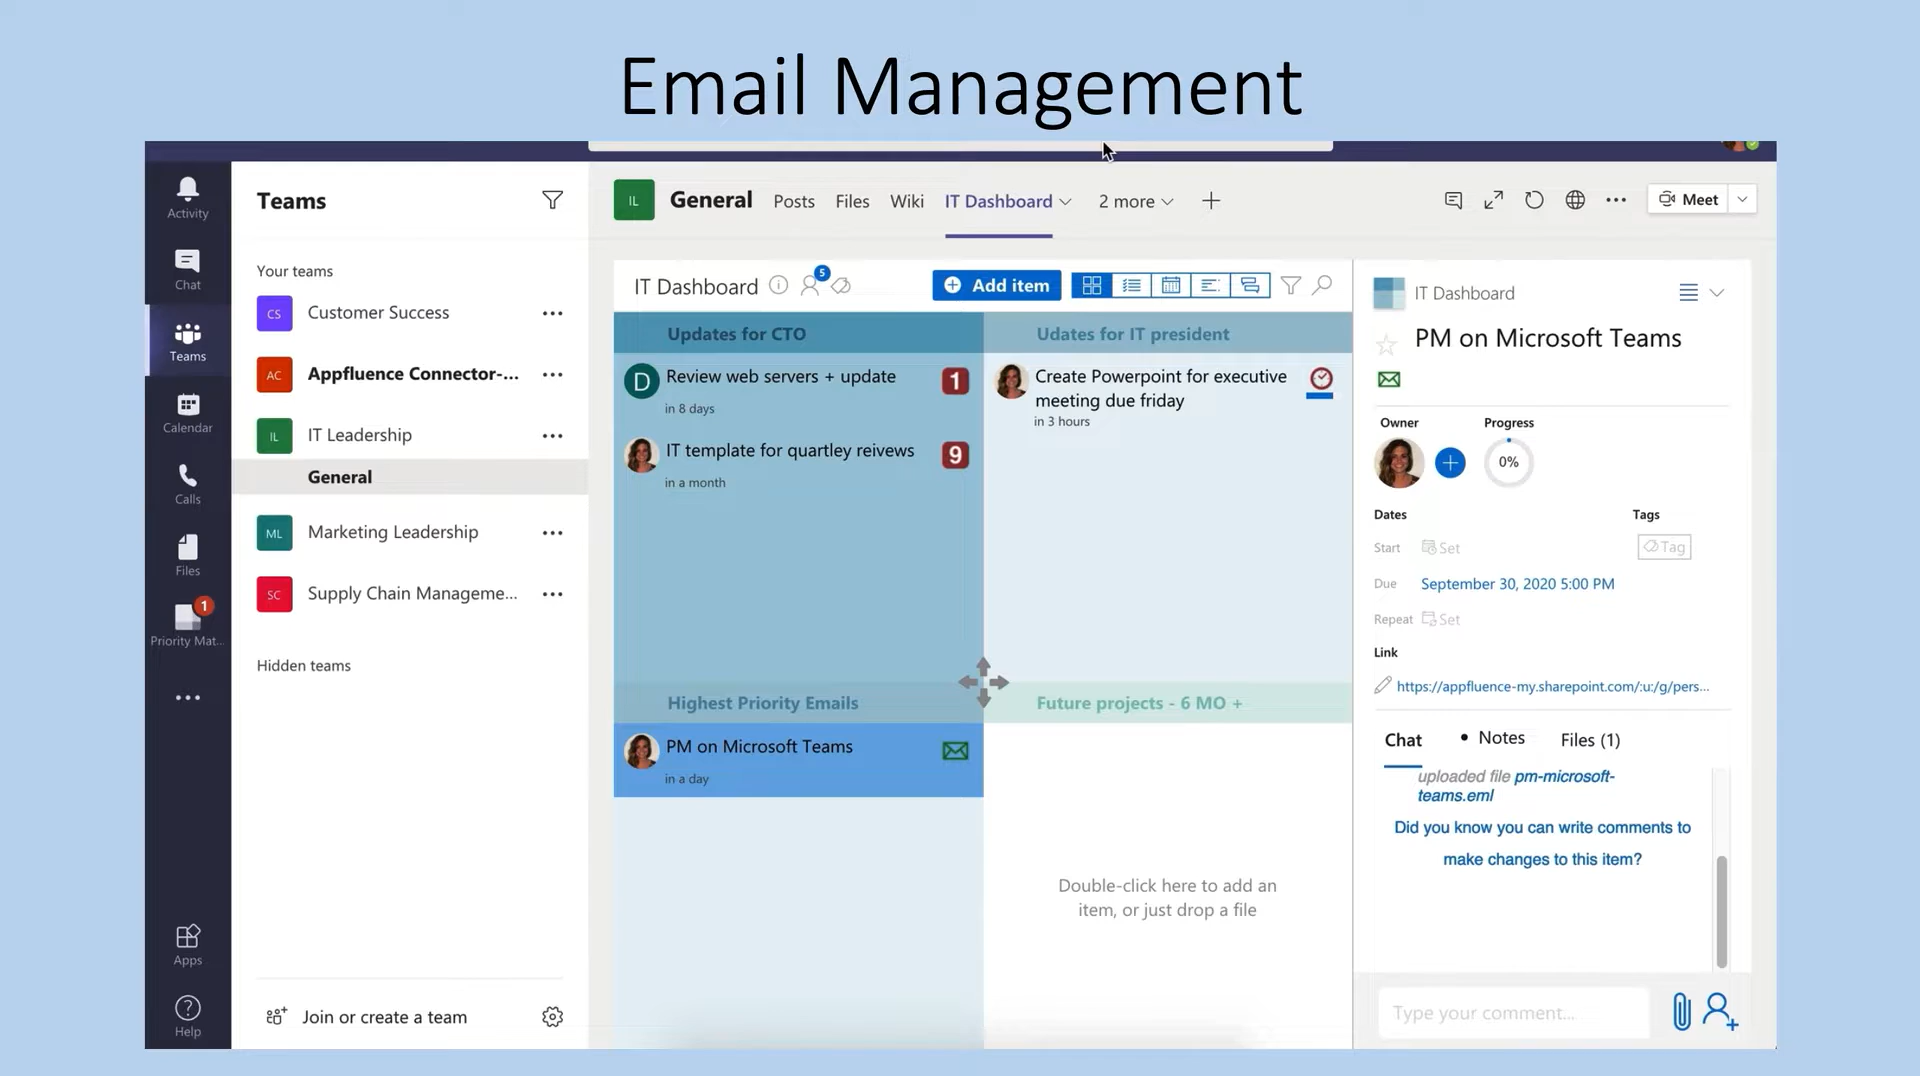 Email Management
Activity
Chat
Teams
Calendar
Calls
Files
1
Priority Mat...
Apps
Help
Teams
Your teams
CS Customer Success
AC Appfluence Connector-...
IL IT Leadership
General
ML Marketing Leadership
SC Supply Chain Manageme...
Hidden teams
Join or create a team
IL General Posts Files Wiki IT Dashboard 2 more
Meet
IT Dashboard 5 Add item
Updates for CTO
D Review web servers + update 1
in 8 days
IT template for quartley reivews 9
in a month
Udates for IT president
Create Powerpoint for executive
meeting due friday
in 3 hours
Highest Priority Emails
PM on Microsoft Teams
in a day
Future projects - 6 MO +
Double-click here to add an
item, or just drop a file
IT Dashboard
PM on Microsoft Teams
Owner Progress
0%
Dates Tags
Start Set Tag
Due September 30, 2020 5:00 PM
Repeat Set
Link
https://appfluence-my.sharepoint.com/:u:/g/pers...
Chat • Notes Files (1)
uploaded file pm-microsoft-
teams.eml
Did you know you can write comments to
make changes to this item?
Type your comment...